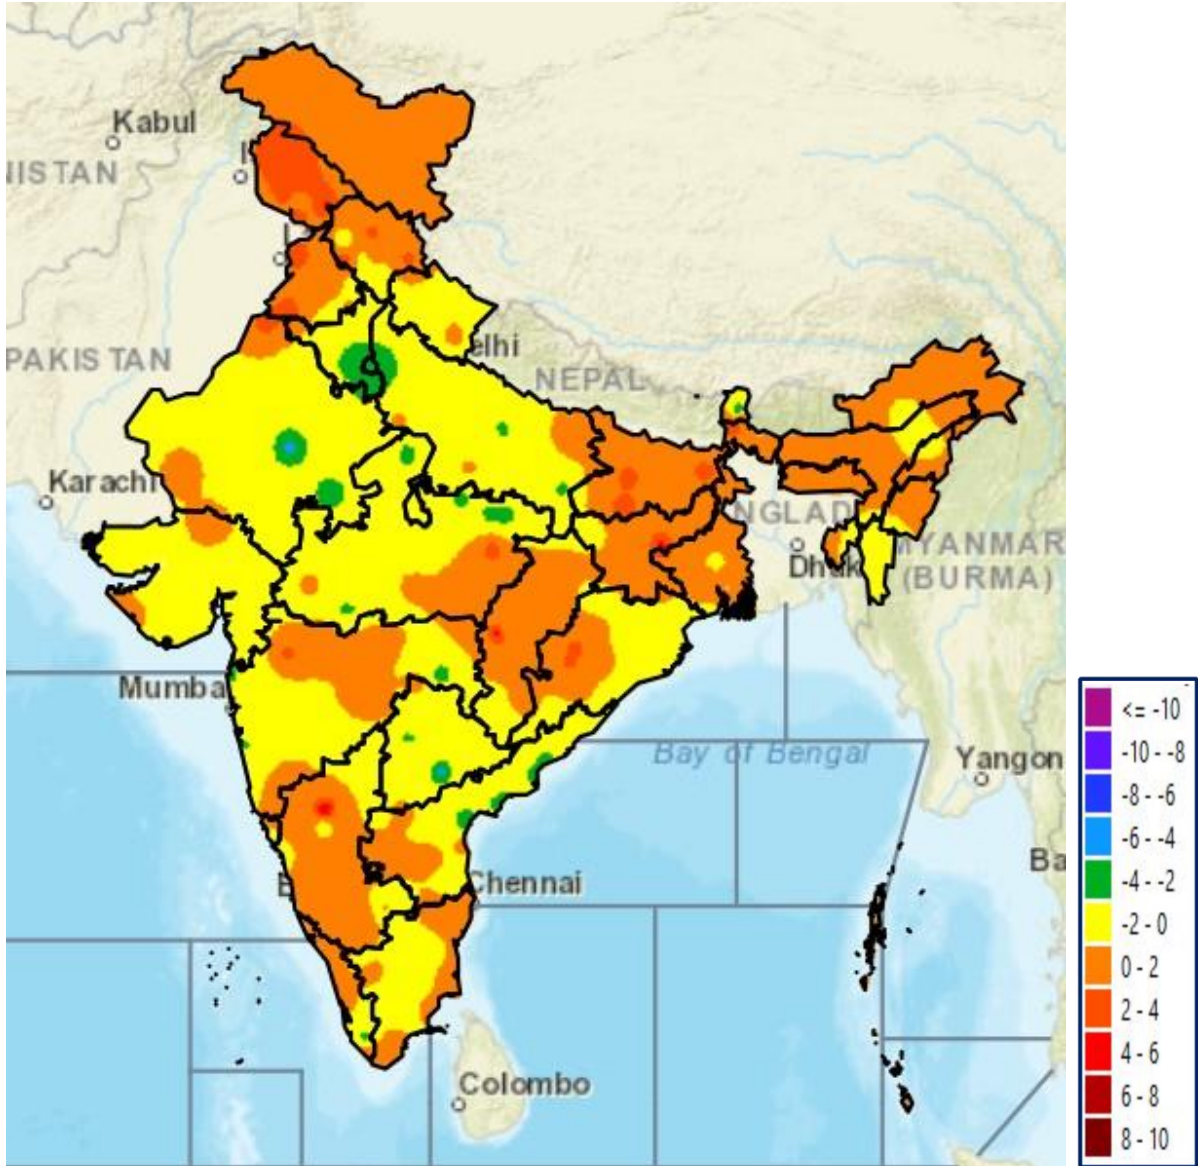 Kabul
NISTAN
elhi
PAKISTAN
NEPAL
Karachi
NGLAD
MYANMAR
Dhak
(BURMA)
Mumba
Bay of Bengal
Yangon
Ba
Chennai
Colombo
<= -10
-10 - -8
-8 - -6
-6 - -4
-4 - -2
-2 - 0
0 - 2
2 - 4
4 - 6
6 - 8
8 - 10